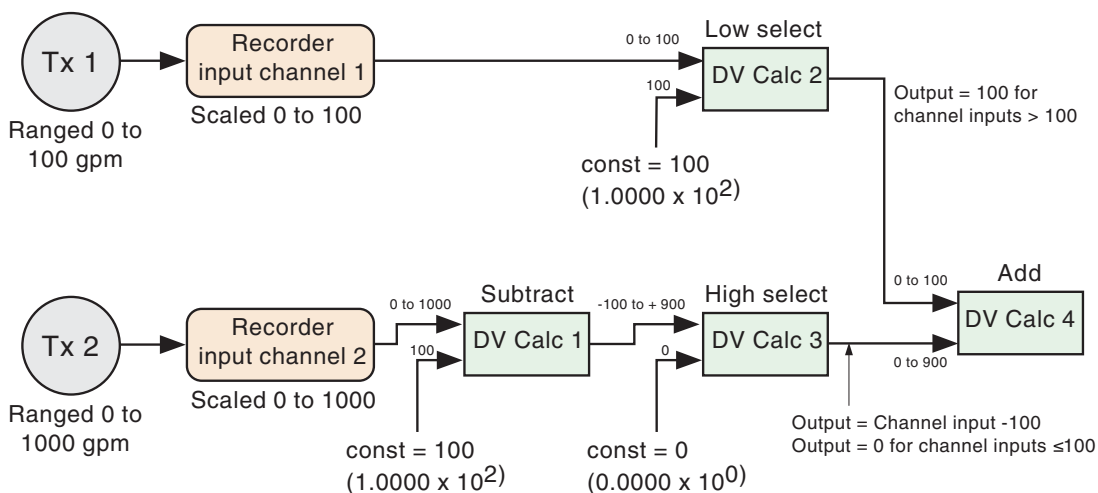 Tx 1
Ranged 0 to
100 gpm
Recorder
input channel 1
Scaled 0 to 100
Low select
0 to 100
100
DV Calc 2
const = 100
(1.0000 x 10²)
Output = 100 for
channel inputs > 100
Tx 2
Ranged 0 to
1000 gpm
Recorder
input channel 2
Scaled 0 to 1000
Subtract
0 to 1000
100
DV Calc 1
const = 100
(1.0000 x 10²)
High select
-100 to + 900
0
DV Calc 3
const = 0
(0.0000 x 10⁰)
Add
0 to 100
DV Calc 4
0 to 900
Output = Channel input -100
Output = 0 for channel inputs ≤100